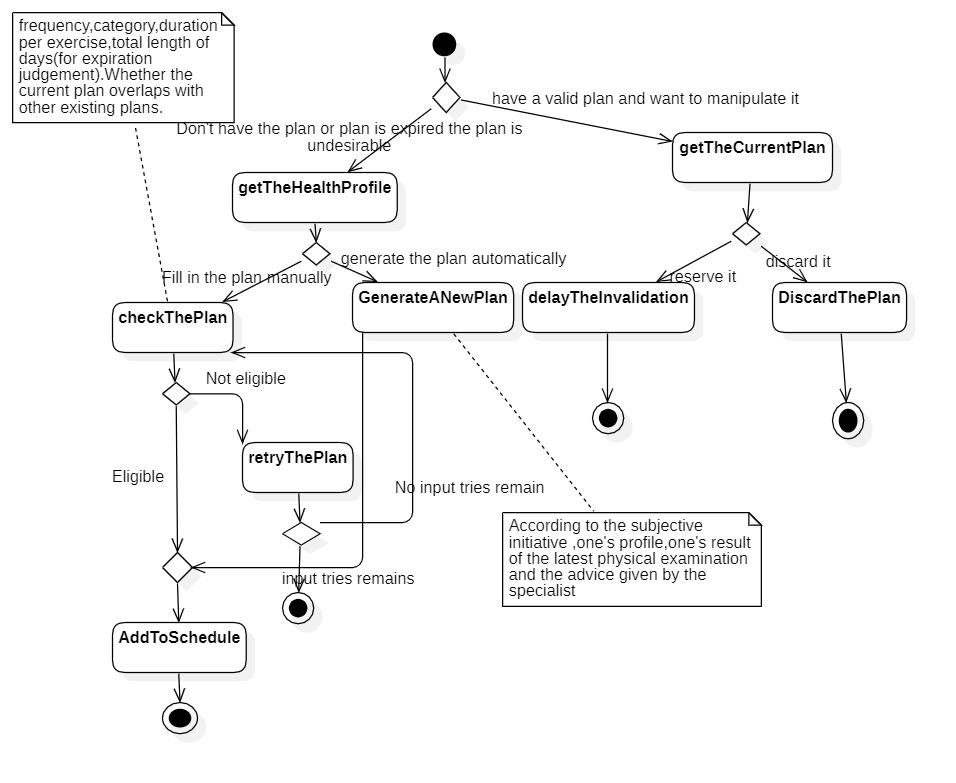 frequency,category,duration
per exercise,total length of
days(for expiration
judgement).Whether the
current plan overlaps with
other existing plans.
have a valid plan and want to manipulate it
Don't have the plan or plan is expired the plan is
undesirable
getTheCurrentPlan
getTheHealthProfile
generate the plan automatically
discard it
Fill in the plan manually
reserve it
checkThePlan
GenerateANewPlan
delayTheInvalidation
DiscardThePlan
Not eligible
retryThePlan
Eligible
No input tries remain
According to the subjective
initiative ,one's profile,one's result
of the latest physical examination
and the advice given by the
specialist
input tries remains
AddToSchedule